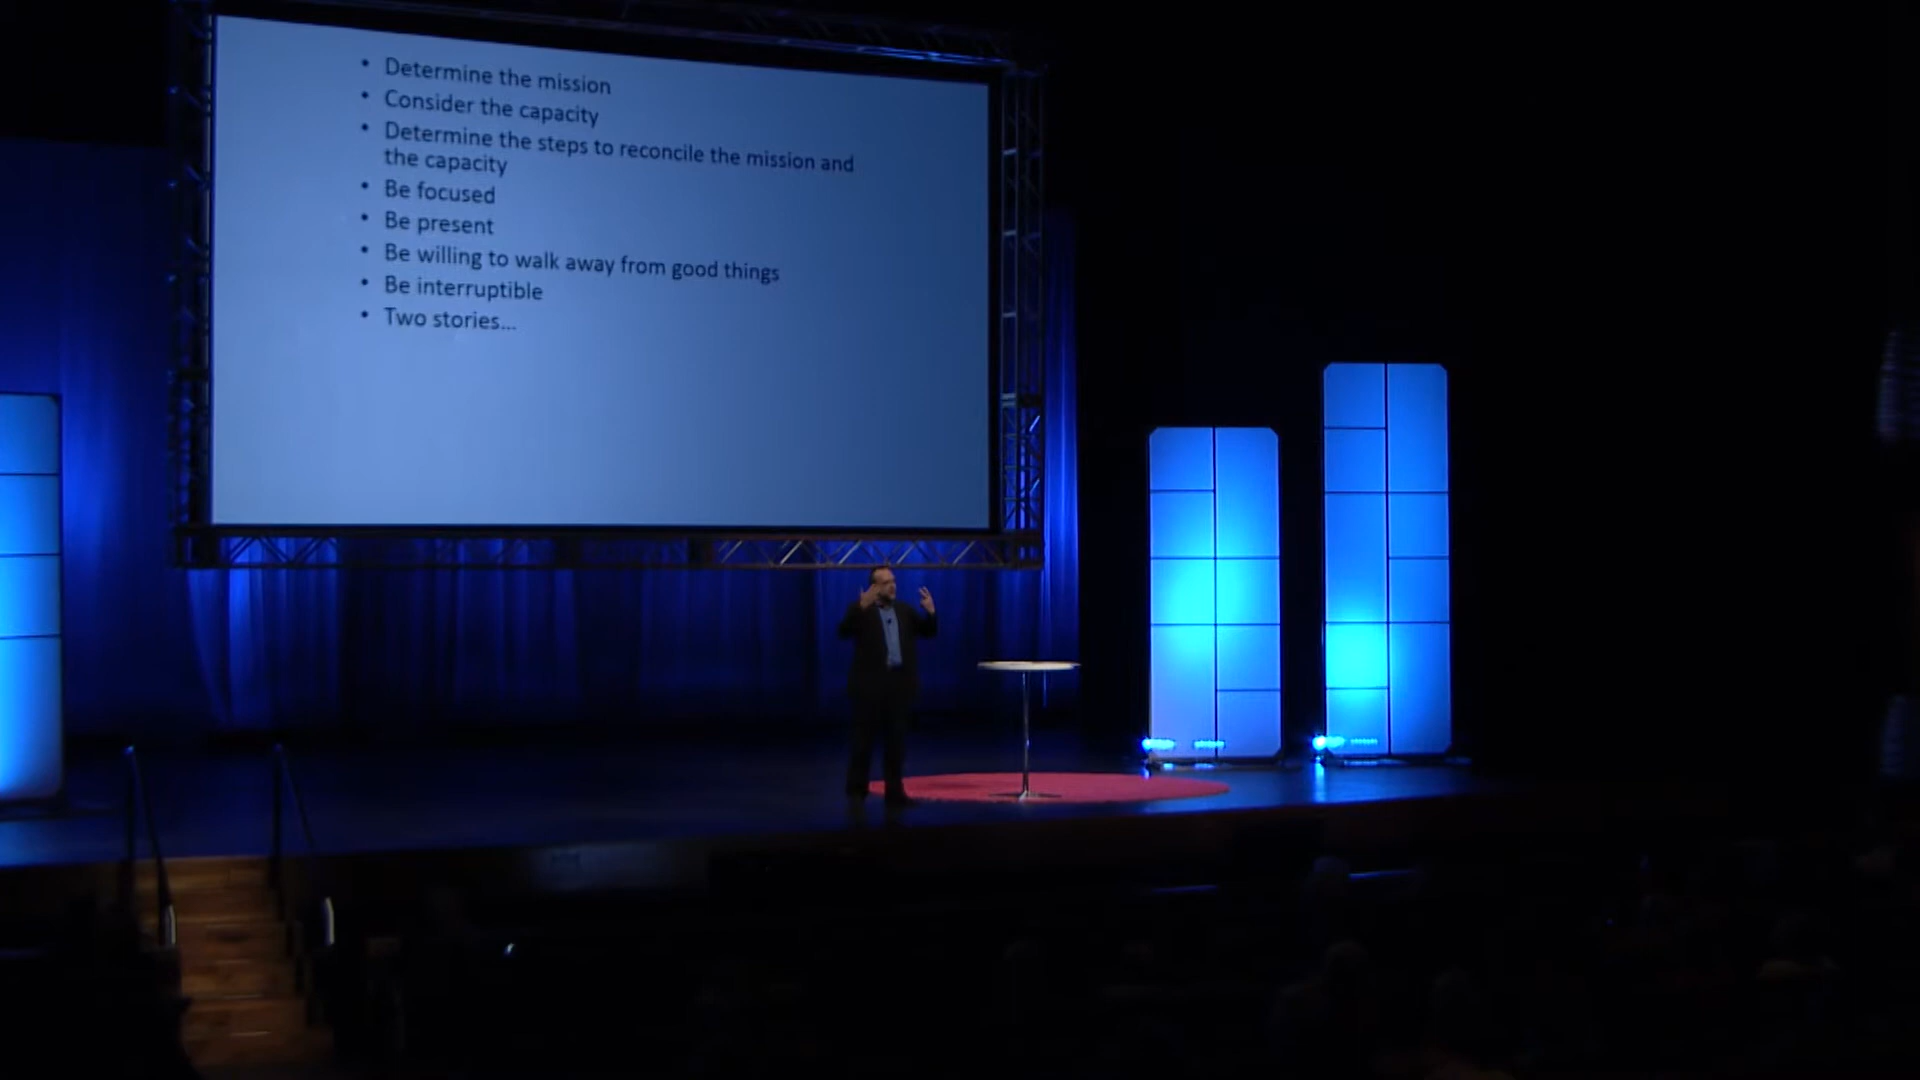 • Determine the mission
• Consider the capacity
• Determine the steps to reconcile the mission and
the capacity
• Be focused
• Be present
• Be willing to walk away from good things
• Be interruptible
• Two stories...